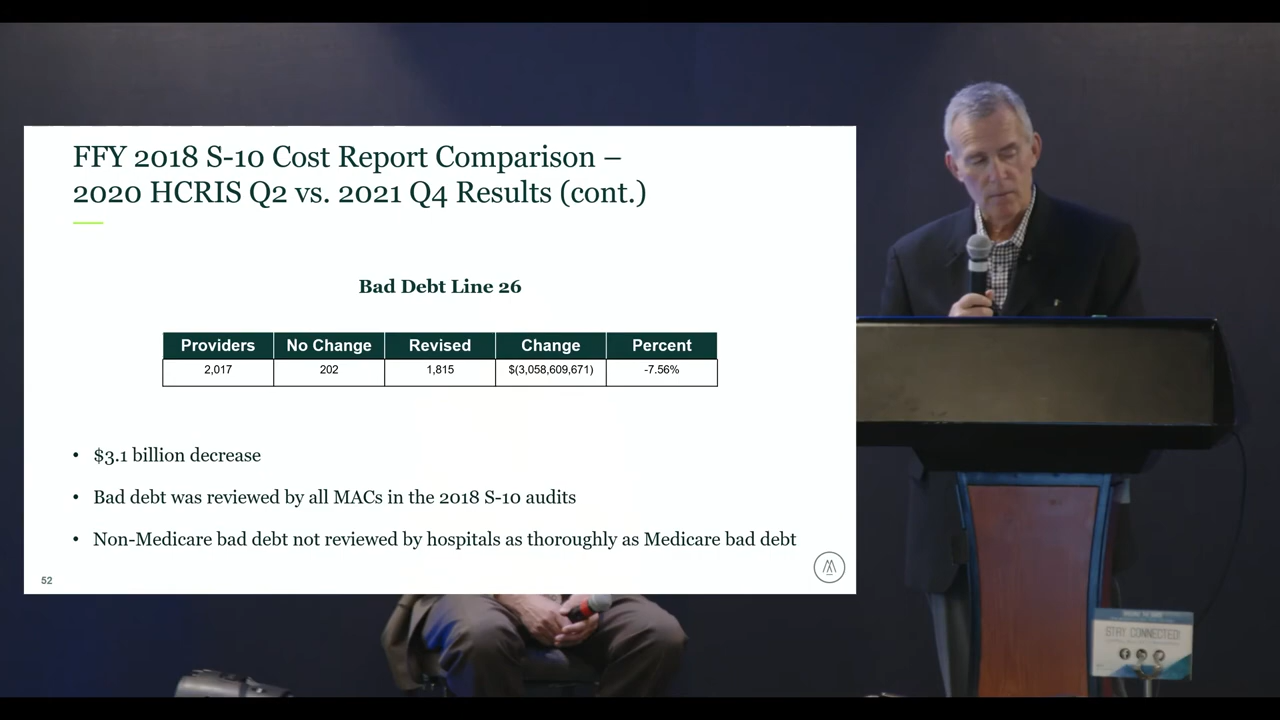 FFY 2018 S-10 Cost Report Comparison –
2020 HCRIS Q2 vs. 2021 Q4 Results (cont.)
Bad Debt Line 26
Providers No Change Revised Change Percent
2,017 202 1,815 $(3,058,609,671) -7.56%
• $3.1 billion decrease
• Bad debt was reviewed by all MACs in the 2018 S-10 audits
• Non-Medicare bad debt not reviewed by hospitals as thoroughly as Medicare bad debt
52
STAY CONNECTED!